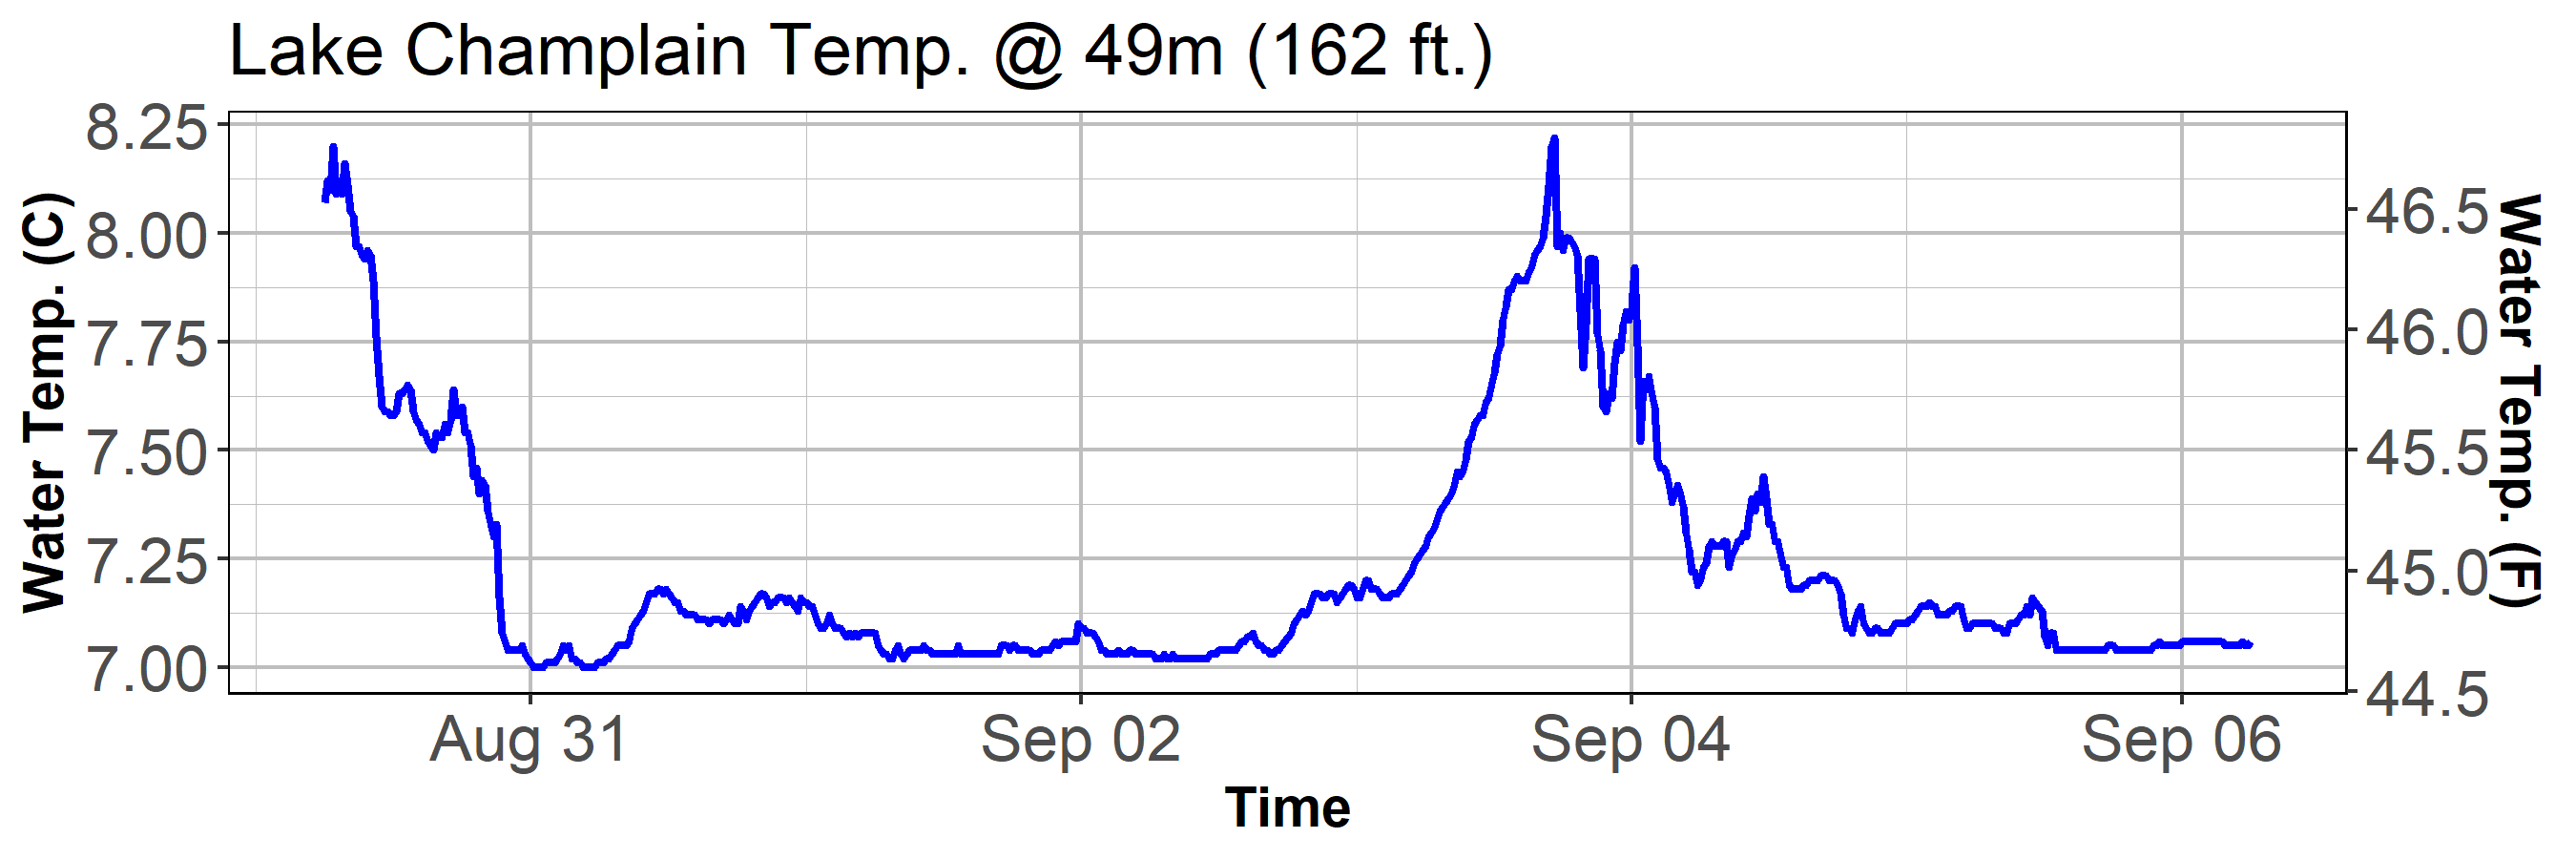 Lake Champlain Temp. @ 49m (162 ft.)
Water Temp. (C)
8.25
8.00
7.75
7.50
7.25
7.00
46.5
46.0
45.5
45.0
44.5
Water Temp. (F)
Aug 31
Sep 02
Sep 04
Sep 06
Time